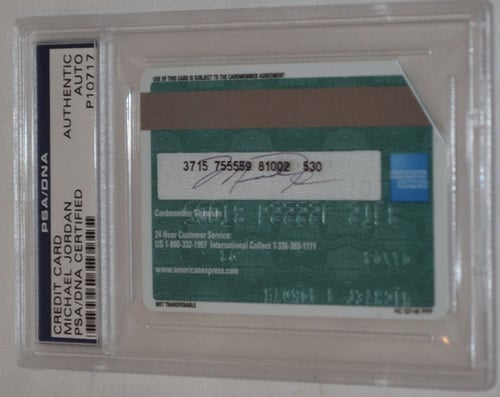 PSA/DNA
CREDIT CARD
MICHAEL JORDAN
PSA/DNA CERTIFIED
AUTHENTIC
AUTO
P10717
USE OF THIS CARD IS SUBJECT TO THE CARDMEMBER AGREEMENT
3715 755559 81002 530
Cardmember Signature
24 Hour Customer Service:
US 1-800-332-1957 International Collect 1-336-393-1111
www.americanexpress.com
NOT TRANSFERABLE